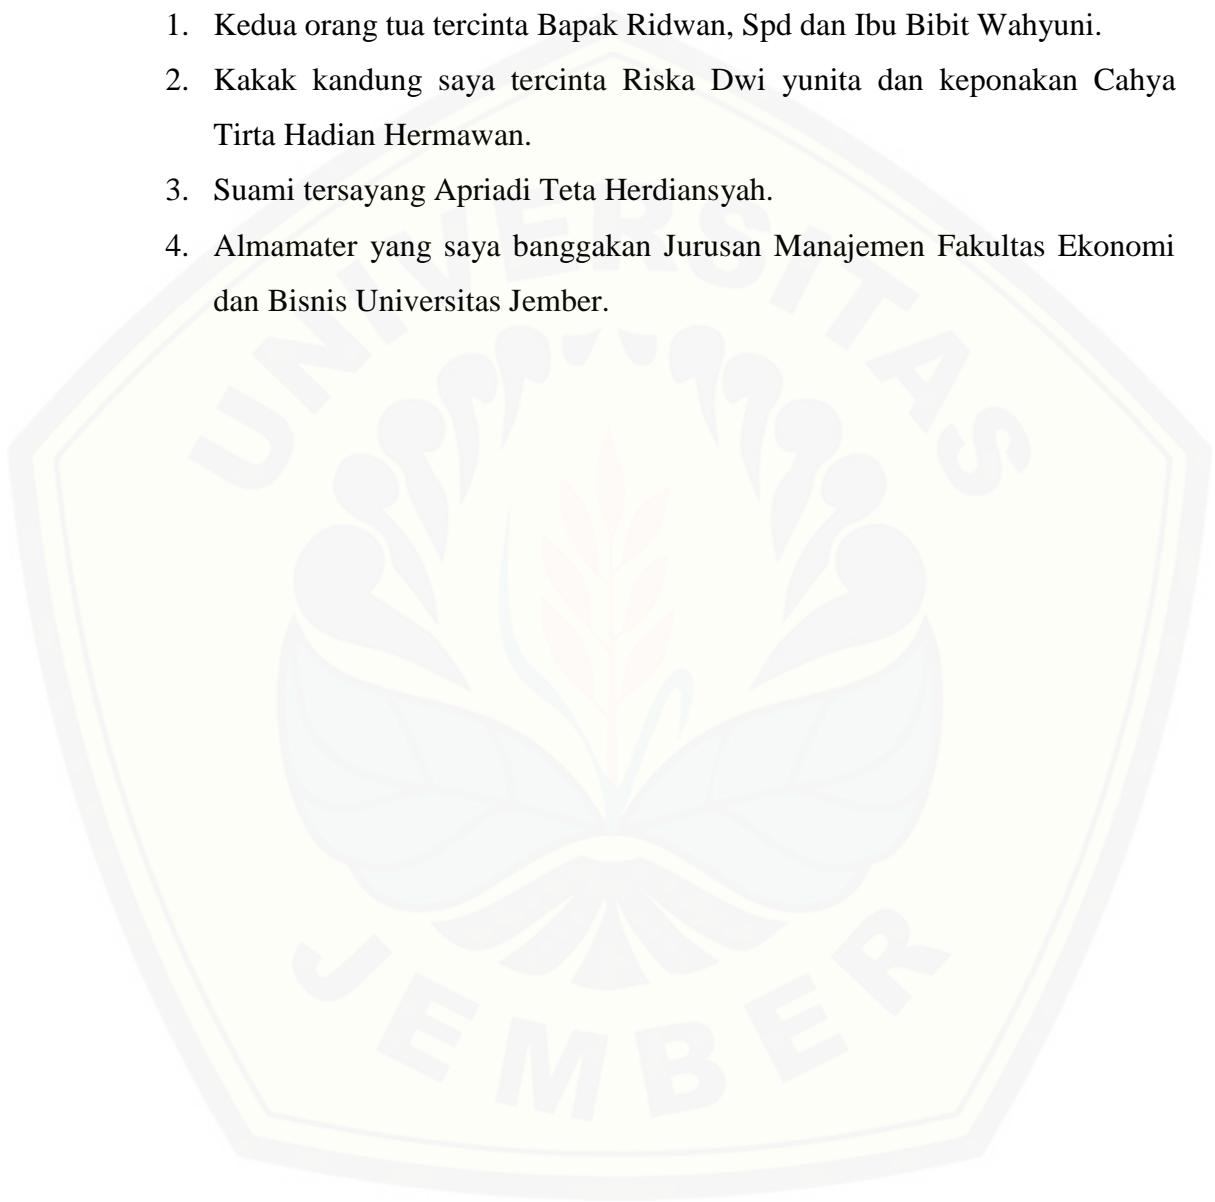 1. Kedua orang tua tercinta Bapak Ridwan, Spd dan Ibu Bibit Wahyuni.
2. Kakak kandung saya tercinta Riska Dwi yunita dan keponakan Cahya
Tirta Hadian Hermawan.
3. Suami tersayang Apriadi Teta Herdiansyah.
4. Almamater yang saya banggakan Jurusan Manajemen Fakultas Ekonomi
dan Bisnis Universitas Jember.
UNIVERSITAS
JEMBER